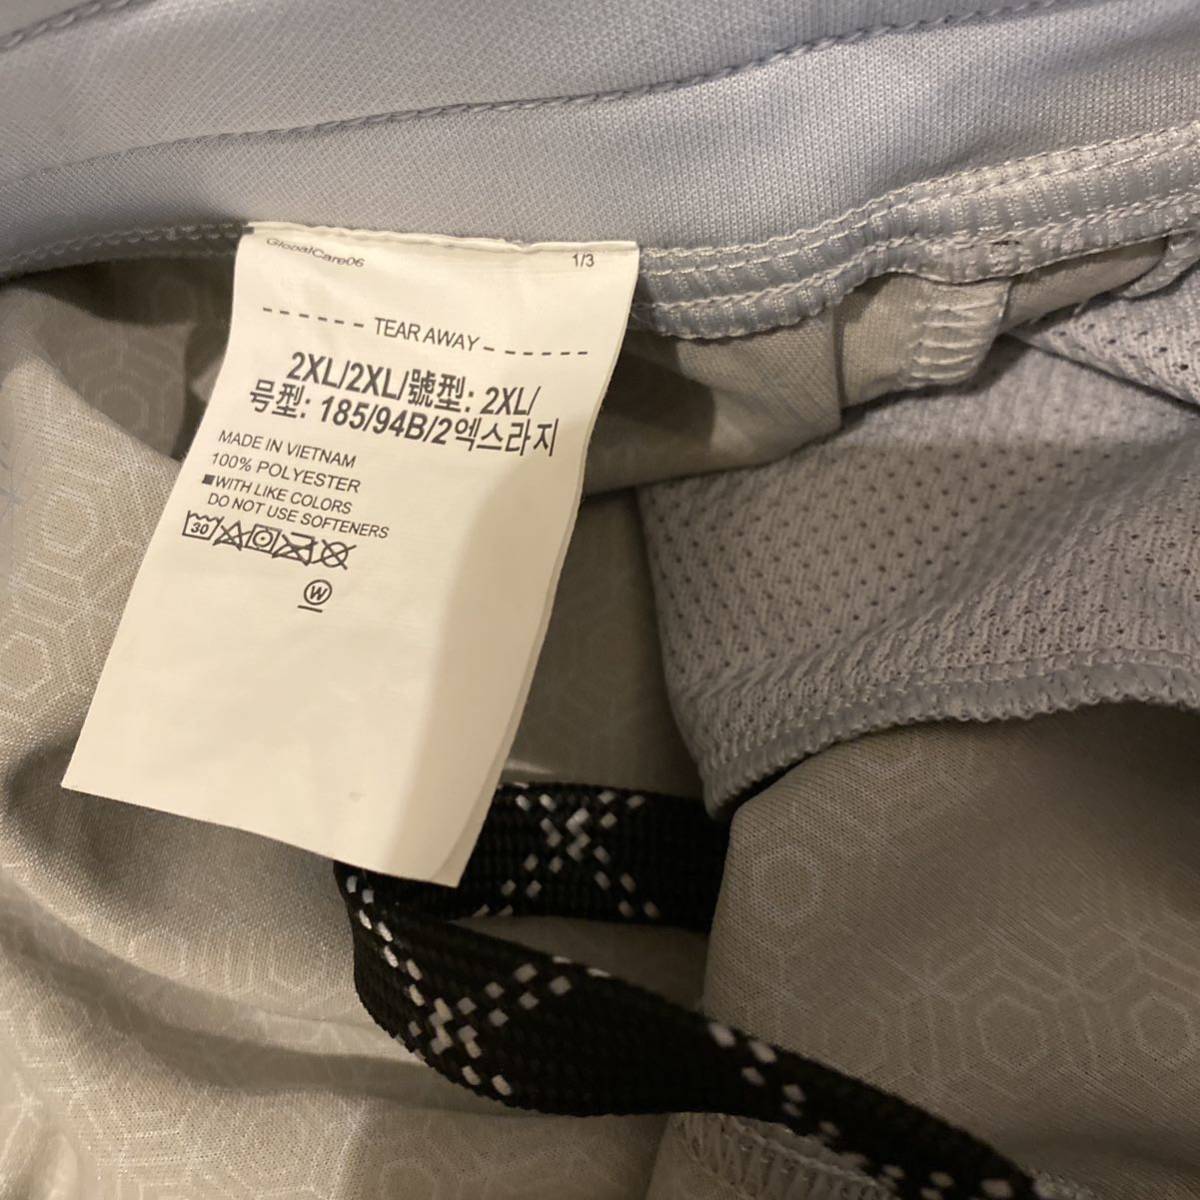 GlobalCare06
1/3
------ TEAR AWAY ------
2XL/2XL/號型: 2XL/
号型: 185/94B/2엑스라지
MADE IN VIETNAM
100% POLYESTER
■WITH LIKE COLORS
DO NOT USE SOFTENERS
30
W